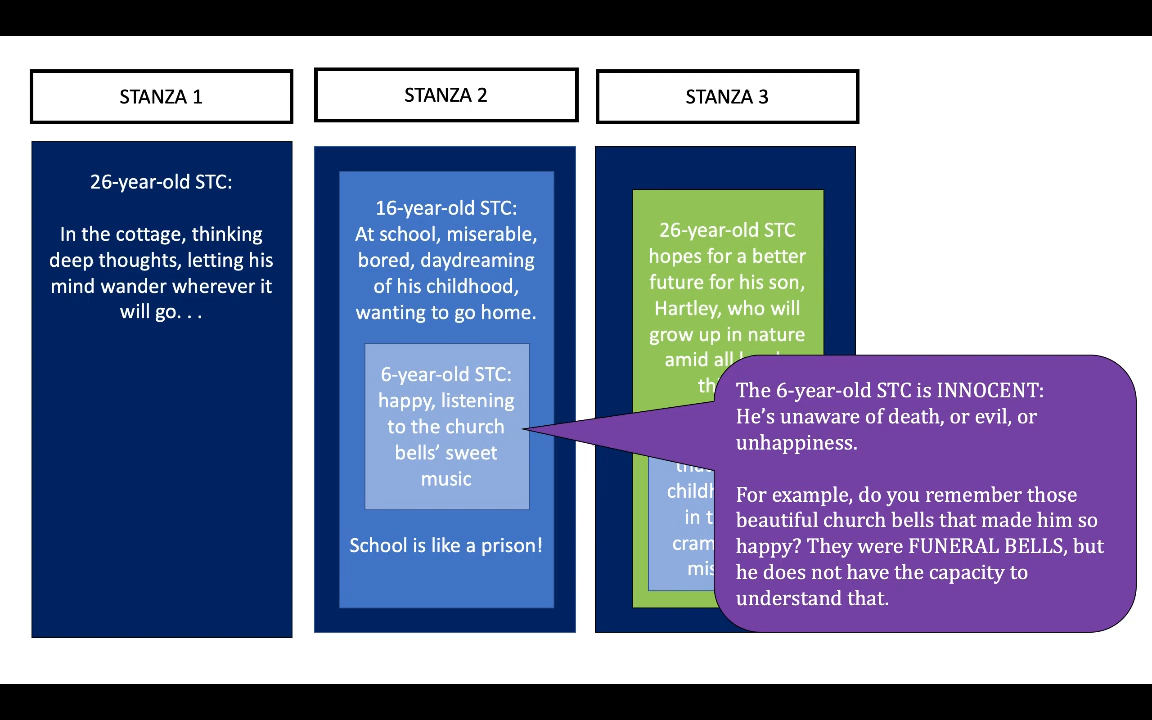 STANZA 1
26-year-old STC:
In the cottage, thinking
deep thoughts, letting his
mind wander wherever it
will go. . .
STANZA 2
16-year-old STC:
At school, miserable,
bored, daydreaming
of his childhood,
wanting to go home.
6-year-old STC:
happy, listening
to the church
bells’ sweet
music
School is like a prison!
STANZA 3
26-year-old STC
hopes for a better
future for his son,
Hartley, who will
grow up in nature
amid all
in
The 6-year-old STC is INNOCENT:
He’s unaware of death, or evil, or
unhappiness.
For example, do you remember those
beautiful church bells that made him so
happy? They were FUNERAL BELLS, but
he does not have the capacity to
understand that.